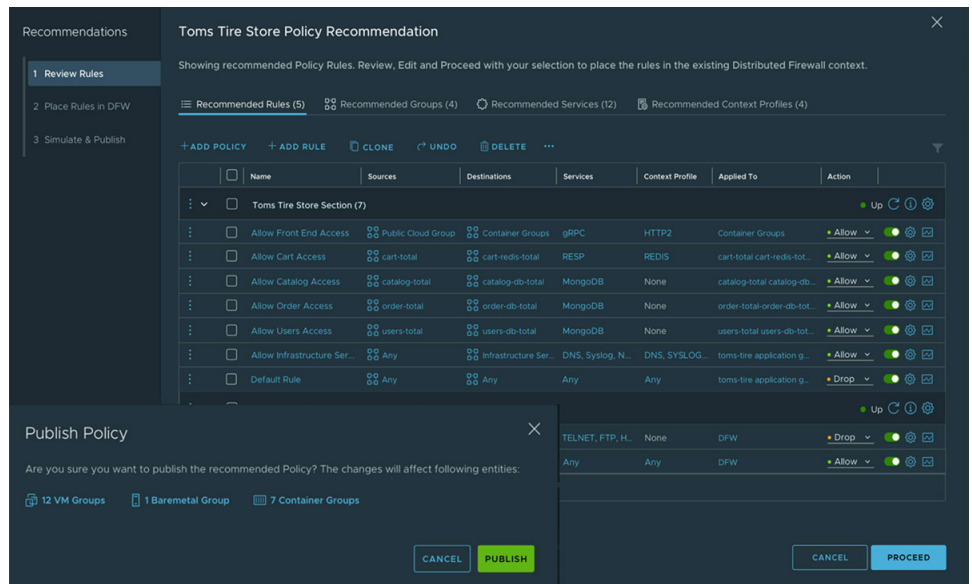 Recommendations
1 Review Rules
2 Place Rules in DFW
3 Simulate & Publish
Toms Tire Store Policy Recommendation
Showing recommended Policy Rules. Review, Edit and Proceed with your selection to place the rules in the existing Distributed Firewall context.
Recommended Rules (5) Recommended Groups (4) Recommended Services (12) Recommended Context Profiles (4)
+ ADD POLICY + ADD RULE CLONE UNDO DELETE ...
Name Sources Destinations Services Context Profile Applied To Action
Toms Tire Store Section (7) Up
Allow Front End Access Public Cloud Group Container Groups gRPC HTTP2 Container Groups Allow
Allow Cart Access cart-total cart-redis-total RESP REDIS cart-total cart-redis-tot... Allow
Allow Catalog Access catalog-total catalog-db-total MongoDB None catalog-total catalog-db... Allow
Allow Order Access order-total order-db-total MongoDB None order-total-order-db-tot... Allow
Allow Users Access users-total users-db-total MongoDB None users-total users-db-tot... Allow
Allow Infrastructure Ser... Any Infrastructure Ser... DNS, Syslog, N... DNS, SYSLOG... toms-tire application g... Allow
Default Rule Any Any Any Any toms-tire application g... Drop
Up
TELNET, FTP, H... None DFW Drop
Any Any DFW Allow
Publish Policy
Are you sure you want to publish the recommended Policy? The changes will affect following entities:
12 VM Groups 1 Baremetal Group 7 Container Groups
CANCEL PUBLISH
CANCEL PROCEED